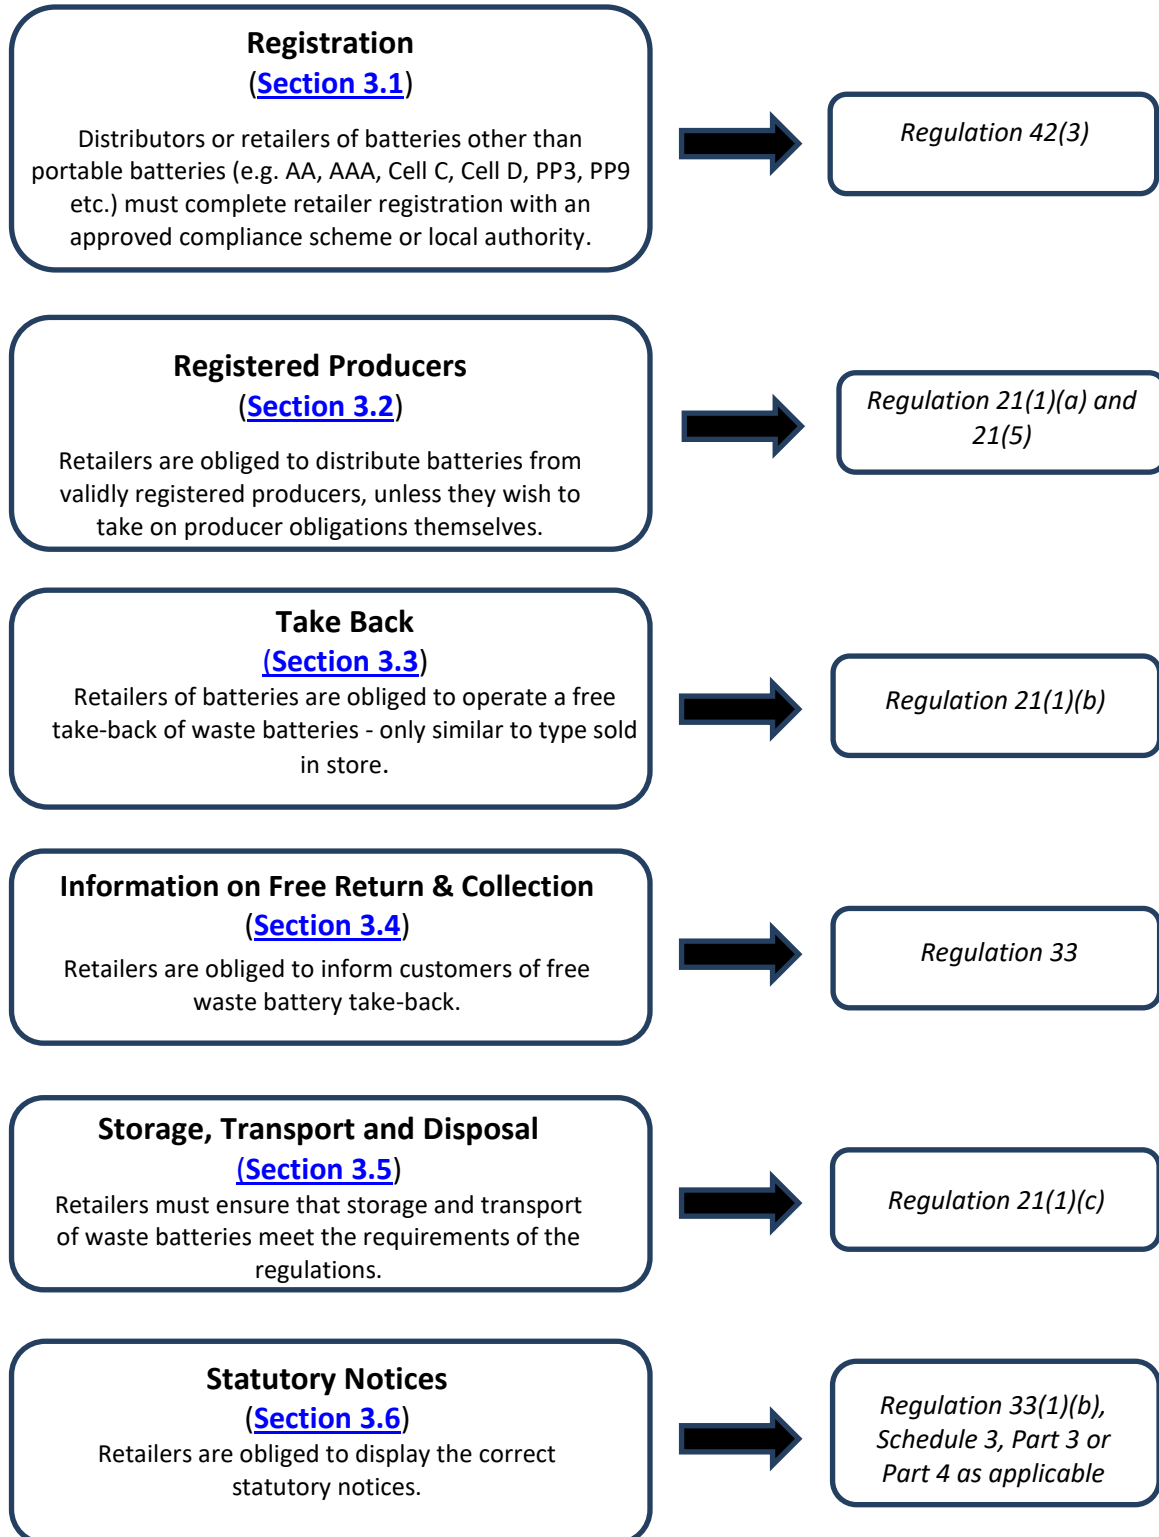 Registration
(Section 3.1)
Distributors or retailers of batteries other than
portable batteries (e.g. AA, AAA, Cell C, Cell D, PP3, PP9
etc.) must complete retailer registration with an
approved compliance scheme or local authority.
Regulation 42(3)
Registered Producers
(Section 3.2)
Retailers are obliged to distribute batteries from
validly registered producers, unless they wish to
take on producer obligations themselves.
Regulation 21(1)(a) and
21(5)
Take Back
(Section 3.3)
Retailers of batteries are obliged to operate a free
take-back of waste batteries - only similar to type sold
in store.
Regulation 21(1)(b)
Information on Free Return & Collection
(Section 3.4)
Retailers are obliged to inform customers of free
waste battery take-back.
Regulation 33
Storage, Transport and Disposal
(Section 3.5)
Retailers must ensure that storage and transport
of waste batteries meet the requirements of the
regulations.
Regulation 21(1)(c)
Statutory Notices
(Section 3.6)
Retailers are obliged to display the correct
statutory notices.
Regulation 33(1)(b),
Schedule 3, Part 3 or
Part 4 as applicable